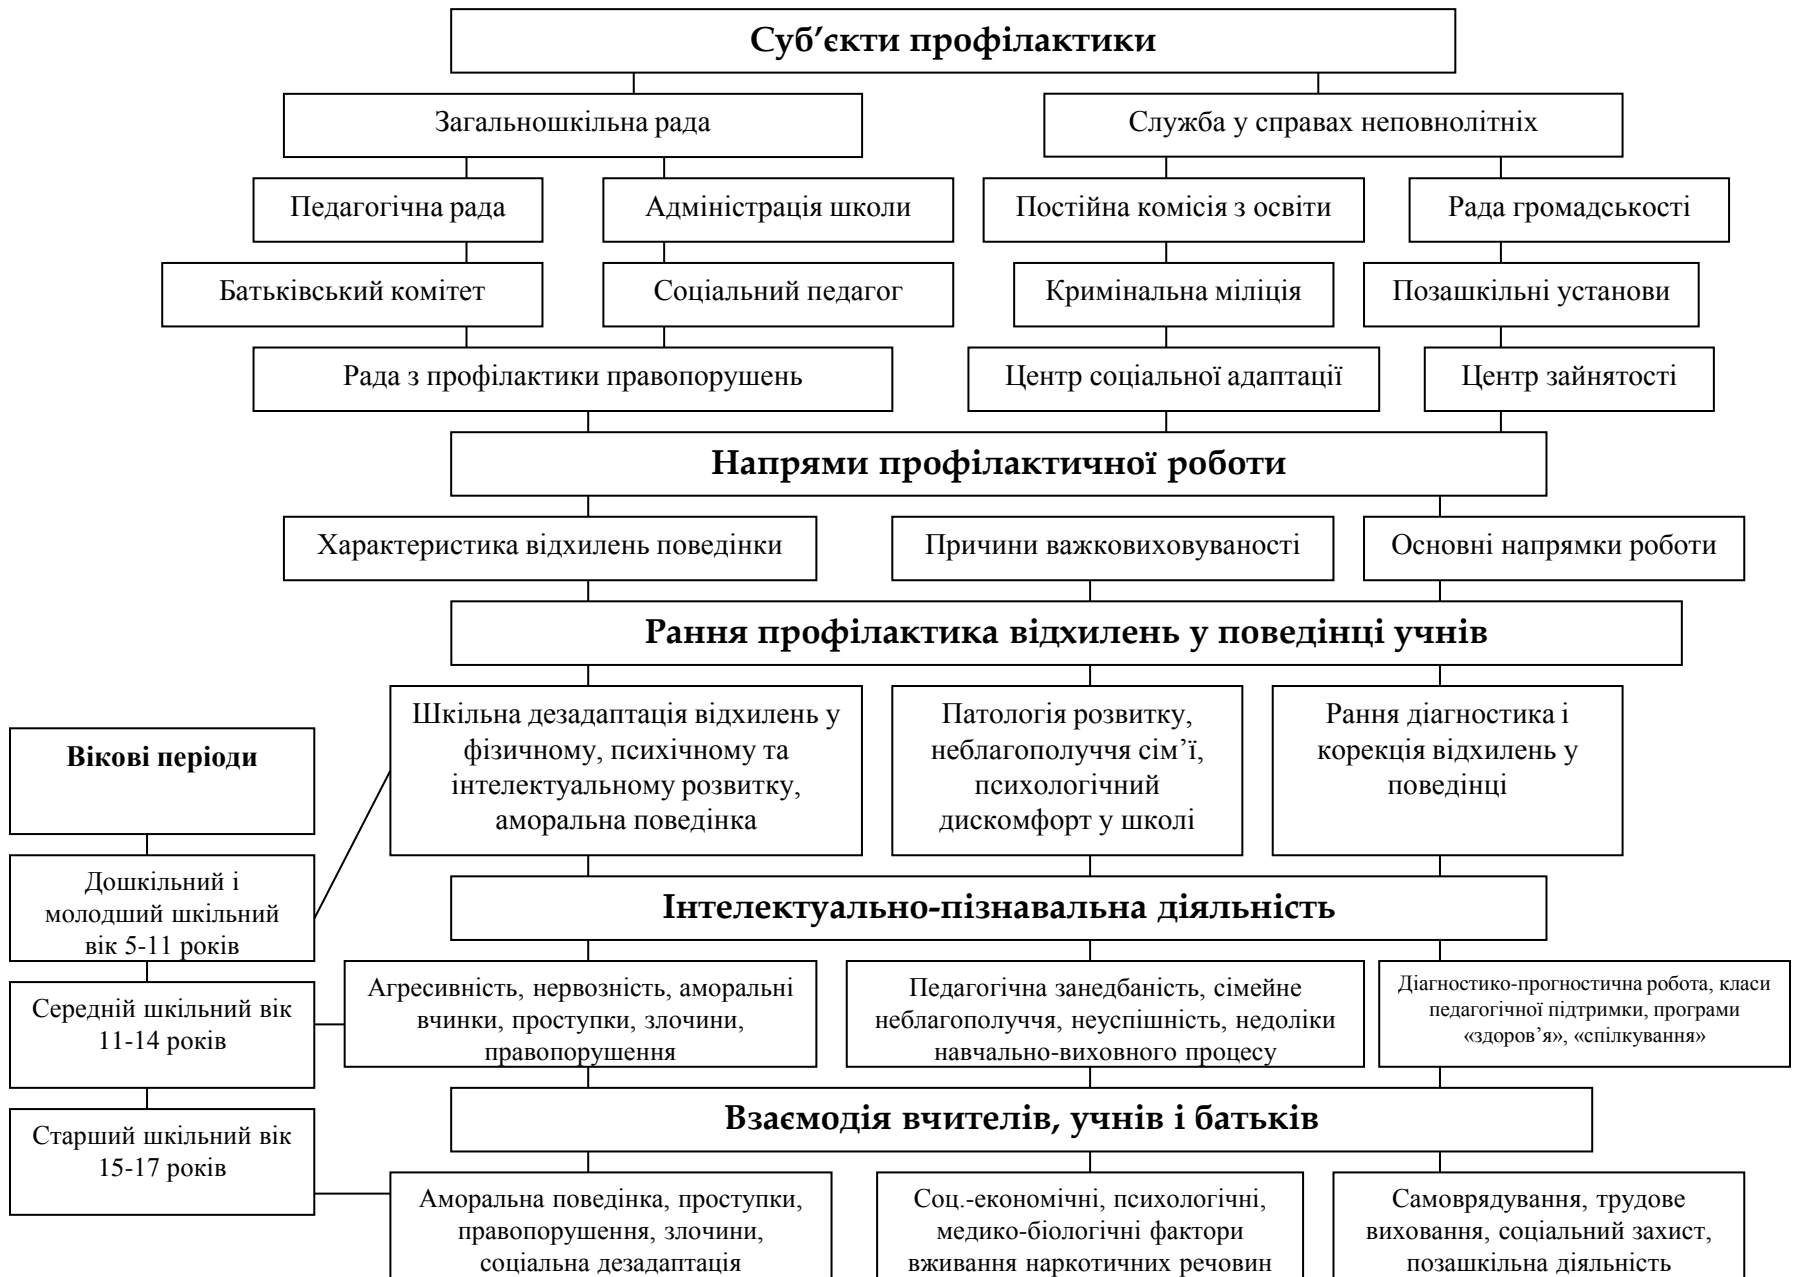 Суб’єкти профілактики
Загальношкільна рада
Служба у справах неповнолітніх
Педагогічна рада
Адміністрація школи
Постійна комісія з освіти
Рада громадськості
Батьківський комітет
Соціальний педагог
Кримінальна міліція
Позашкільні установи
Рада з профілактики правопорушень
Центр соціальної адаптації
Центр зайнятості
Напрями профілактичної роботи
Характеристика відхилень поведінки
Причини важковиховуваності
Основні напрямки роботи
Рання профілактика відхилень у поведінці учнів
Шкільна дезадаптація відхилень у
фізичному, психічному та
інтелектуальному розвитку,
аморальна поведінка
Патологія розвитку,
неблагополуччя сім’ї,
психологічний
дискомфорт у школі
Рання діагностика і
корекція відхилень у
поведінці
Вікові періоди
Дошкільний і
молодший шкільний
вік 5-11 років
Інтелектуально-пізнавальна діяльність
Середній шкільний вік
11-14 років
Агресивність, нервозність, аморальні
вчинки, проступки, злочини,
правопорушення
Педагогічна занедбаність, сімейне
неблагополуччя, неуспішність, недоліки
навчально-виховного процесу
Діагностико-прогностична робота, класи
педагогічної підтримки, програми
«здоров’я», «спілкування»
Взаємодія вчителів, учнів і батьків
Старший шкільний вік
15-17 років
Аморальна поведінка, проступки,
правопорушення, злочини,
соціальна дезадаптація
Соц.-економічні, психологічні,
медико-біологічні фактори
вживання наркотичних речовин
Самоврядування, трудове
виховання, соціальний захист,
позашкільна діяльність